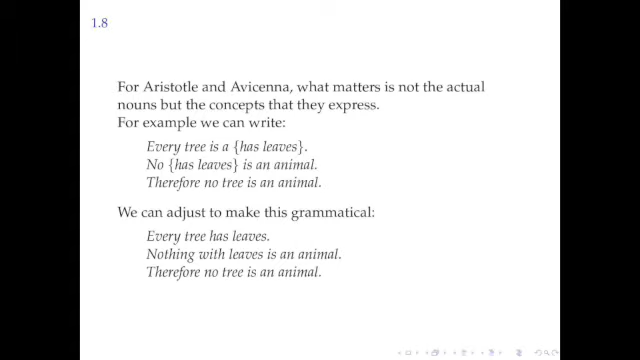 1.8
For Aristotle and Avicenna, what matters is not the actual
nouns but the concepts that they express.
For example we can write:
Every tree is a {has leaves}.
No {has leaves} is an animal.
Therefore no tree is an animal.
We can adjust to make this grammatical:
Every tree has leaves.
Nothing with leaves is an animal.
Therefore no tree is an animal.